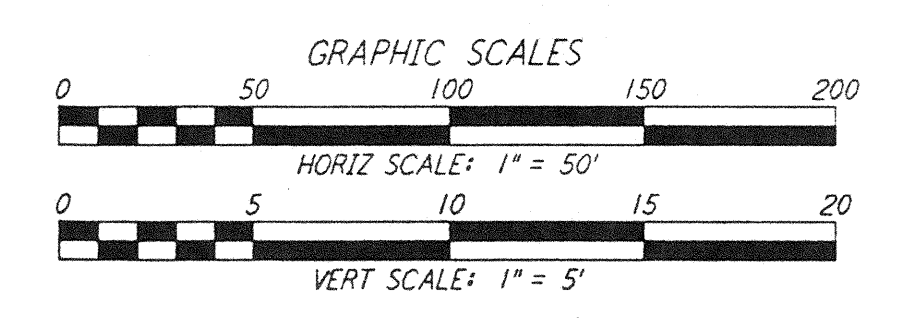 GRAPHIC SCALES
0 50 100 150 200
HORIZ SCALE: 1" = 50'
0 5 10 15 20
VERT SCALE: 1" = 5'